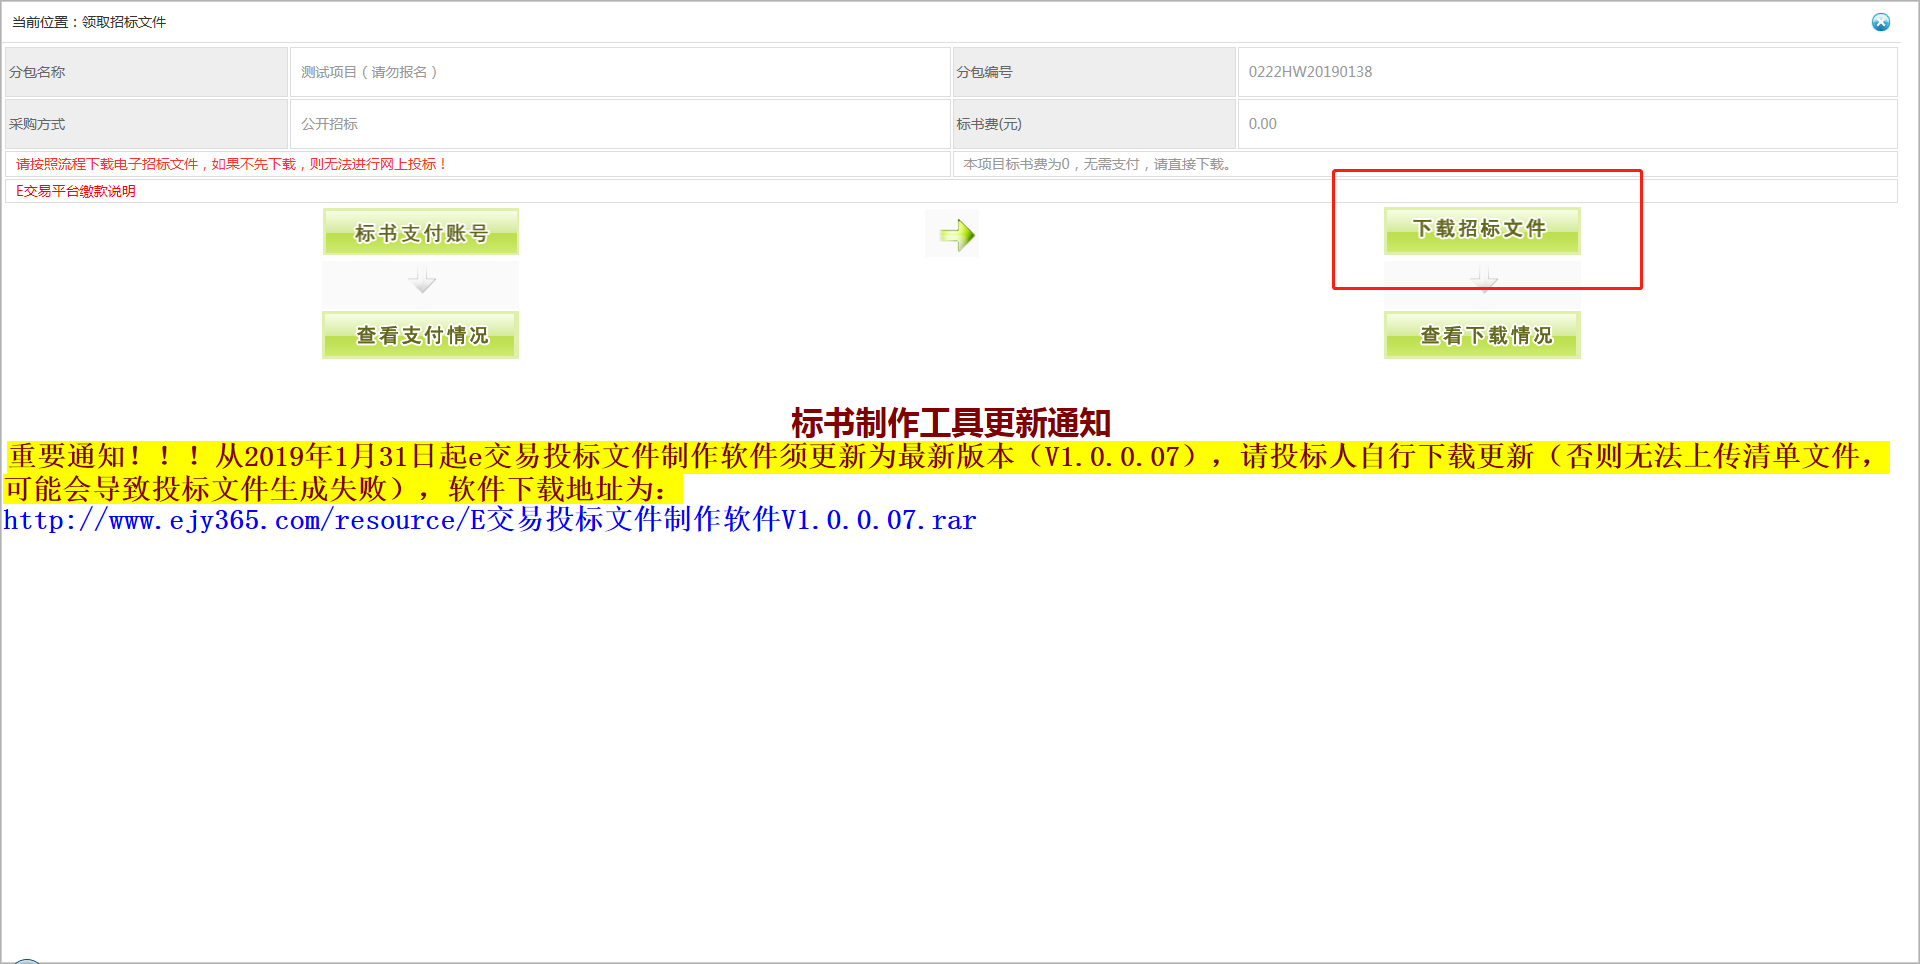 当前位置：领取招标文件
分包名称 测试项目（请勿报名） 分包编号 0222HW20190138
采购方式 公开招标 标书费(元) 0.00
请按照流程下载电子招标文件，如果不先下载，则无法进行网上投标！ 本项目标书费为0，无需支付，请直接下载。
E交易平台缴款说明
标书支付账号 下载招标文件
查看支付情况 查看下载情况
标书制作工具更新通知
重要通知！！！从2019年1月31日起e交易投标文件制作软件须更新为最新版本（V1.0.0.07），请投标人自行下载更新（否则无法上传清单文件，
可能会导致投标文件生成失败），软件下载地址为：
http://www.ejy365.com/resource/E交易投标文件制作软件V1.0.0.07.rar